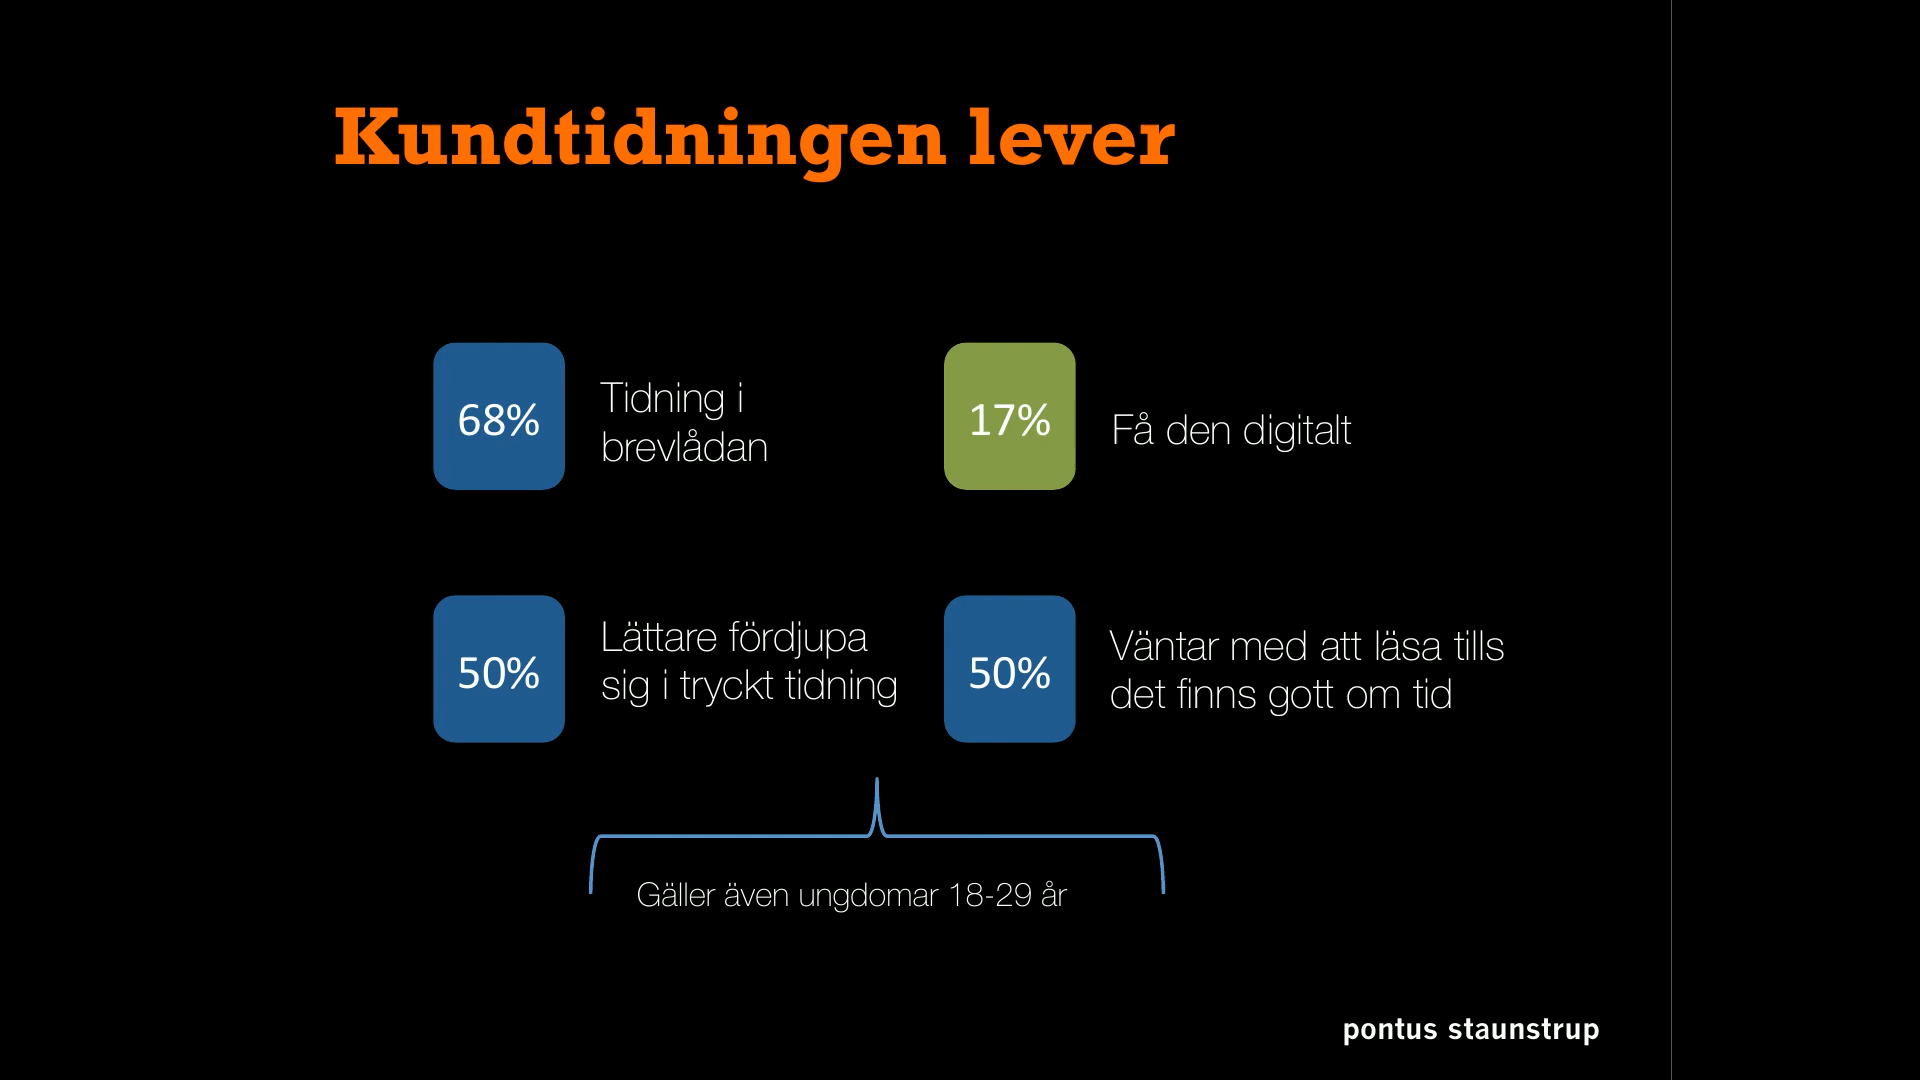 Kundtidningen lever
68%
Tidning i
brevlådan
17%
Få den digitalt
50%
Lättare fördjupa
sig i tryckt tidning
50%
Väntar med att läsa tills
det finns gott om tid
Gäller även ungdomar 18-29 år
pontus staunstrup